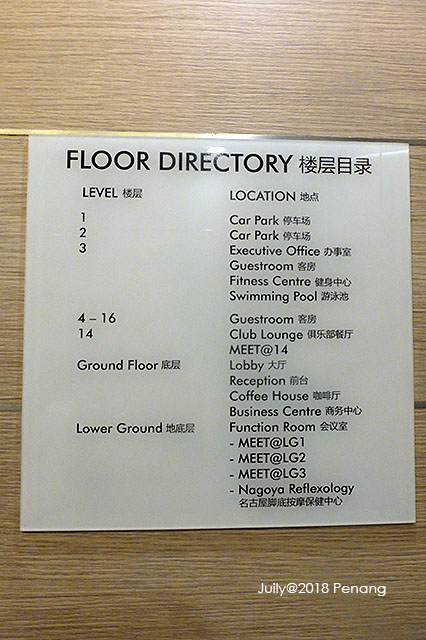 FLOOR DIRECTORY 楼层目录
LEVEL 楼层 LOCATION 地点
1 Car Park 停车场
2 Car Park 停车场
3 Executive Office 办事室
Guestroom 客房
Fitness Centre 健身中心
Swimming Pool 游泳池
4 – 16 Guestroom 客房
14 Club Lounge 俱乐部餐厅
MEET@14
Ground Floor 底层 Lobby 大厅
Reception 前台
Coffee House 咖啡厅
Business Centre 商务中心
Lower Ground 地底层 Function Room 会议室
- MEET@LG1
- MEET@LG2
- MEET@LG3
- Nagoya Reflexology
名古屋脚底按摩保健中心
Juily@2018 Penang